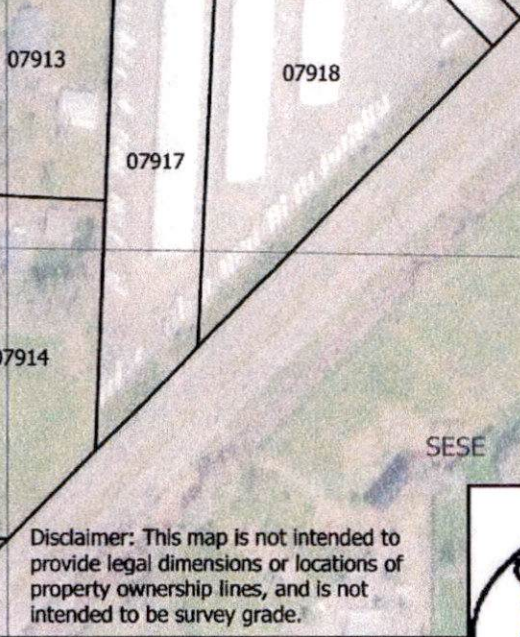 07913
07918
07917
07914
SESE
Disclaimer: This map is not intended to
provide legal dimensions or locations of
property ownership lines, and is not
intended to be survey grade.